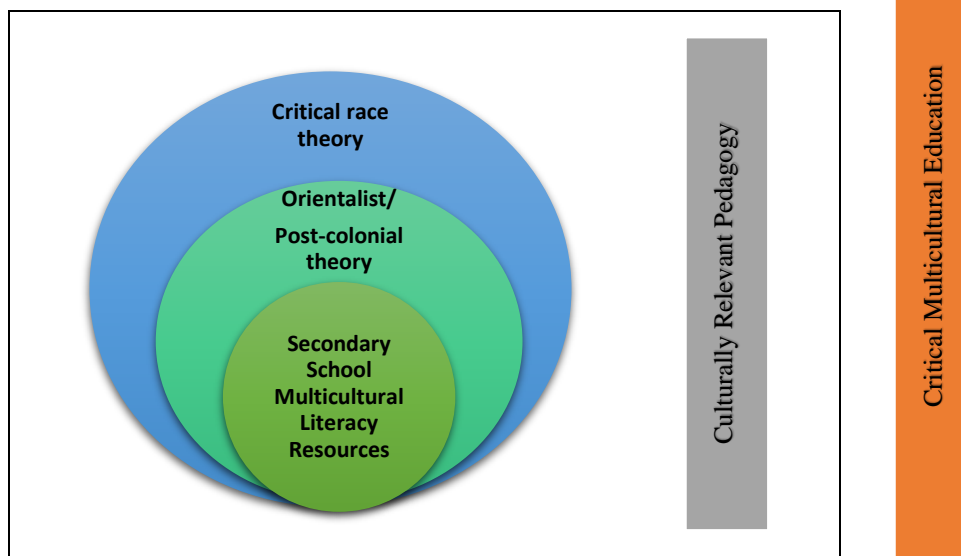 Critical race
theory
Orientalist/
Post-colonial
theory
Secondary
School
Multicultural
Literacy
Resources
Culturally Relevant Pedagogy
Critical Multicultural Education